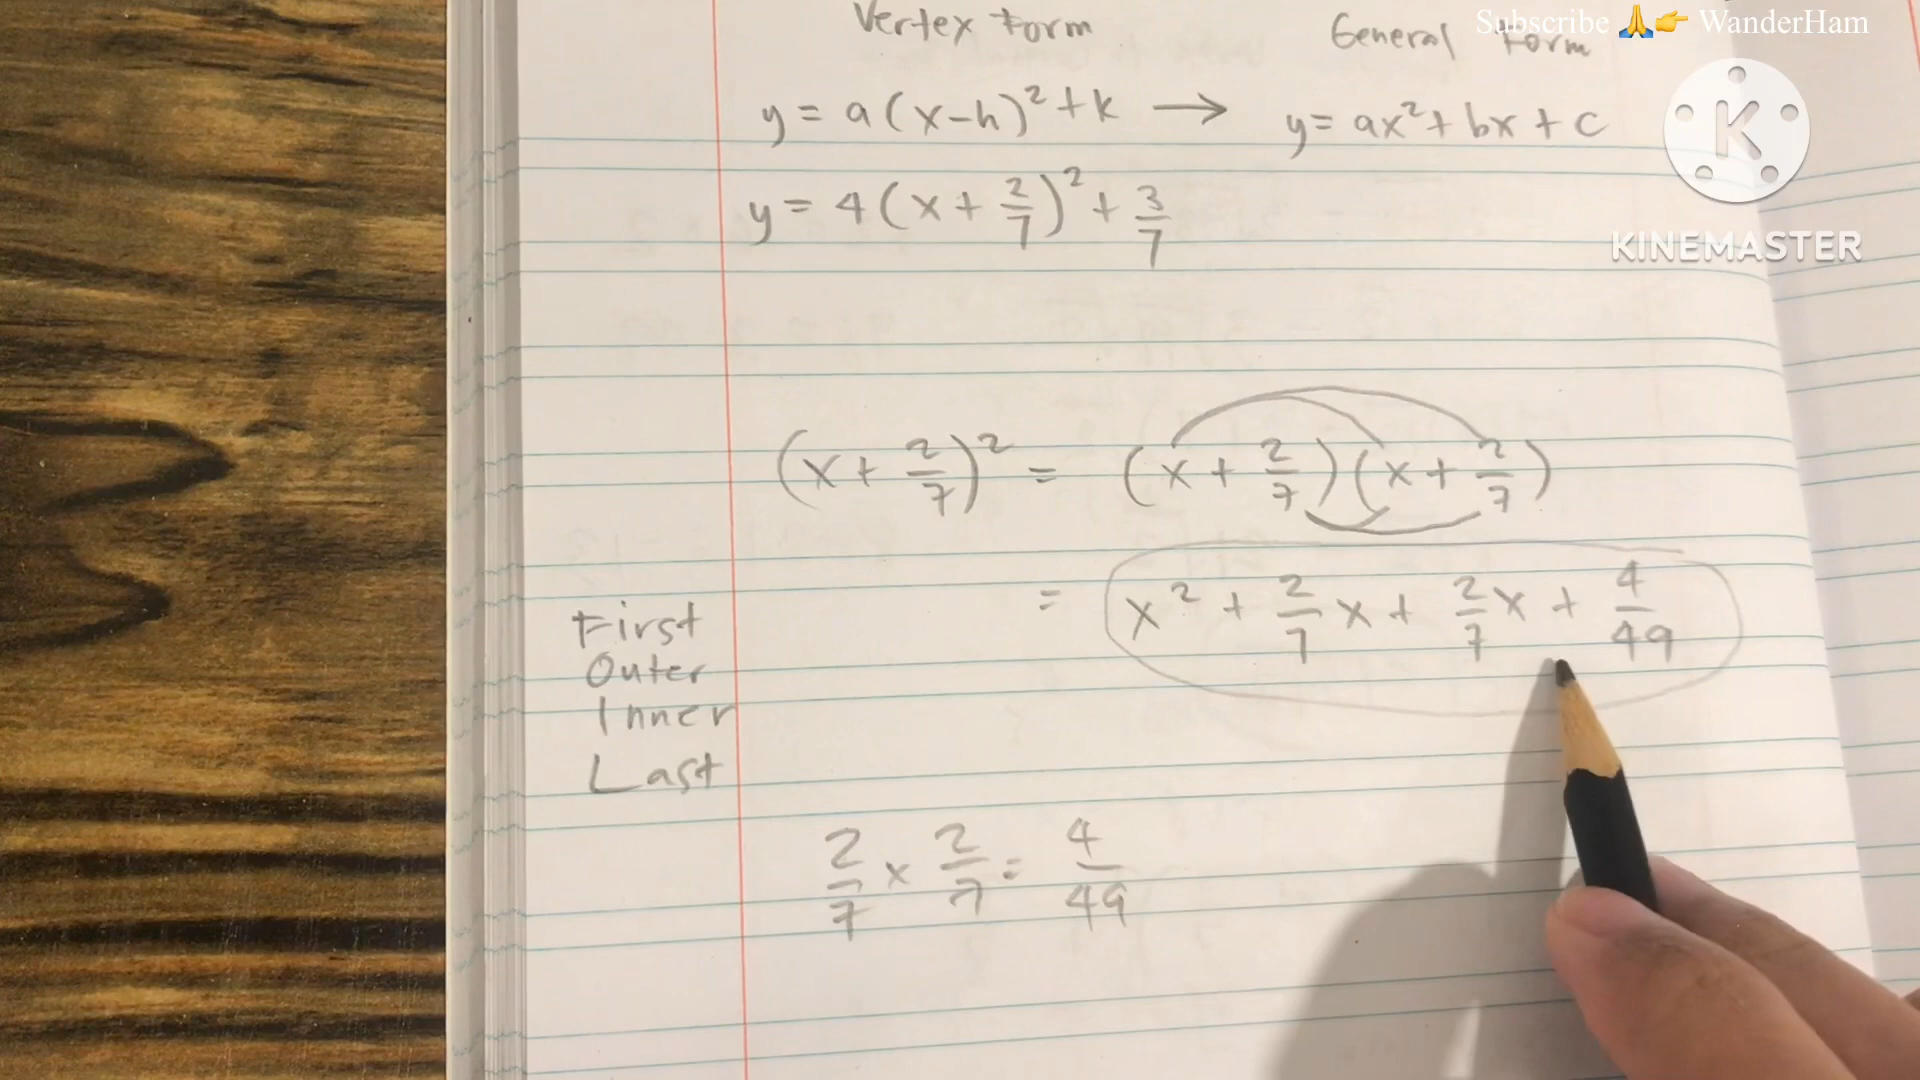 Subscribe 🙏👉 WanderHam
Vertex Form General Form
y = a(x-h)² + k → y = ax² + bx + c
K
KINEMASTER
y = 4(x + 2/7)² + 3/7
(x + 2/7)² = (x + 2/7)(x + 2/7)
= x² + 2/7 x + 2/7 x + 4/49
First
Outer
Inner
Last
2/7 × 2/7 = 4/49